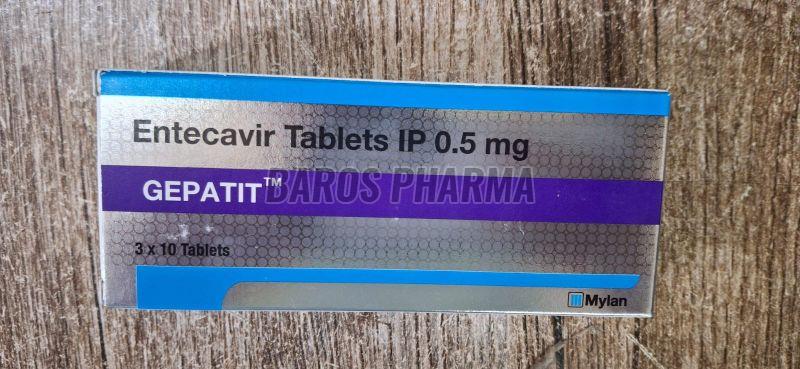 Entecavir Tablets IP 0.5 mg
GEPATIT™
BAROS PHARMA
3 x 10 Tablets
Mylan